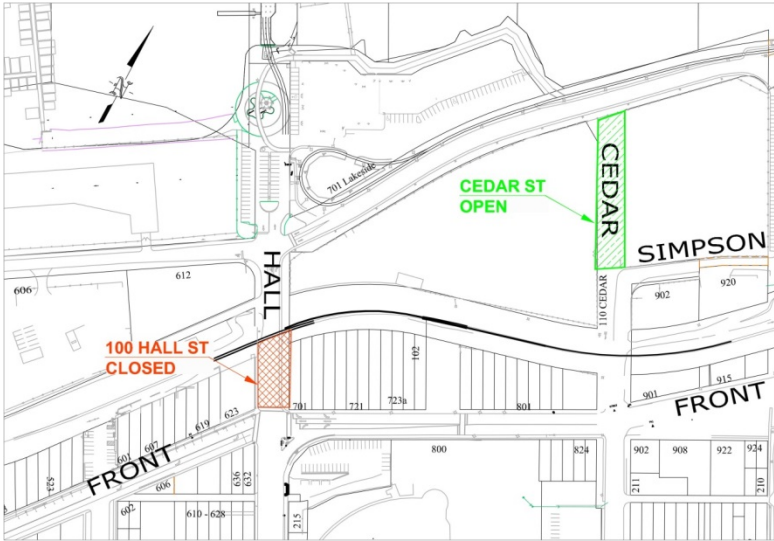 701 Lakeside
CEDAR
CEDAR ST
OPEN
SIMPSON
HALL
606
612
902
920
110 CEDAR
100 HALL ST
CLOSED
102
915
901
FRONT
701
721
723a
801
623
619
607
601
FRONT
523
606
636
632
602
610 - 628
215
800
824
902
908
922
924
211
210